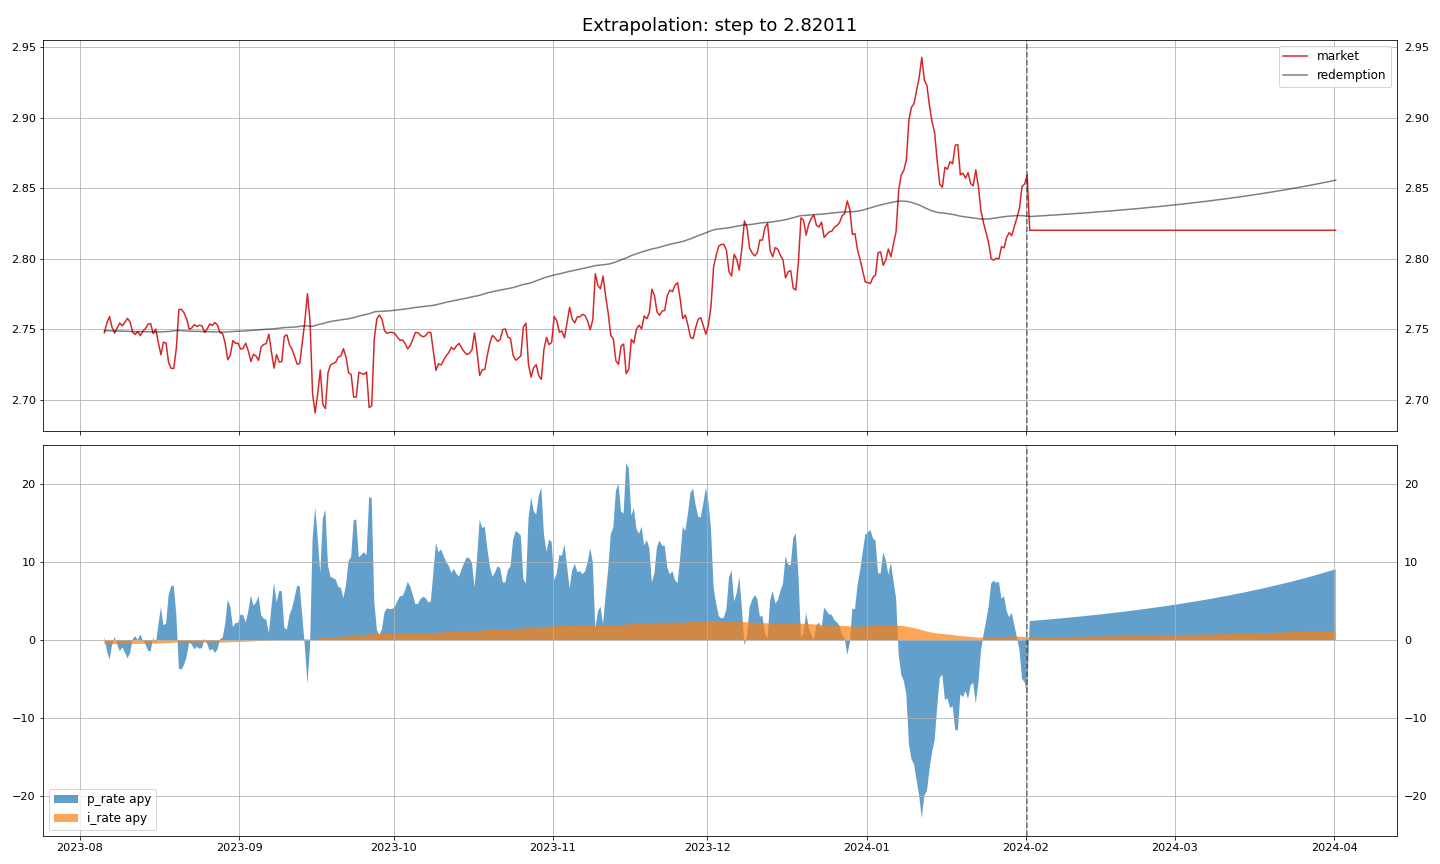 Extrapolation: step to 2.82011
2.95 2.95
2.90 2.90
2.85 2.85
2.80 2.80
2.75 2.75
2.70 2.70
market
redemption
20 20
10 10
0 0
−10 −10
−20 −20
p_rate apy
i_rate apy
2023-08 2023-09 2023-10 2023-11 2023-12 2024-01 2024-02 2024-03 2024-04